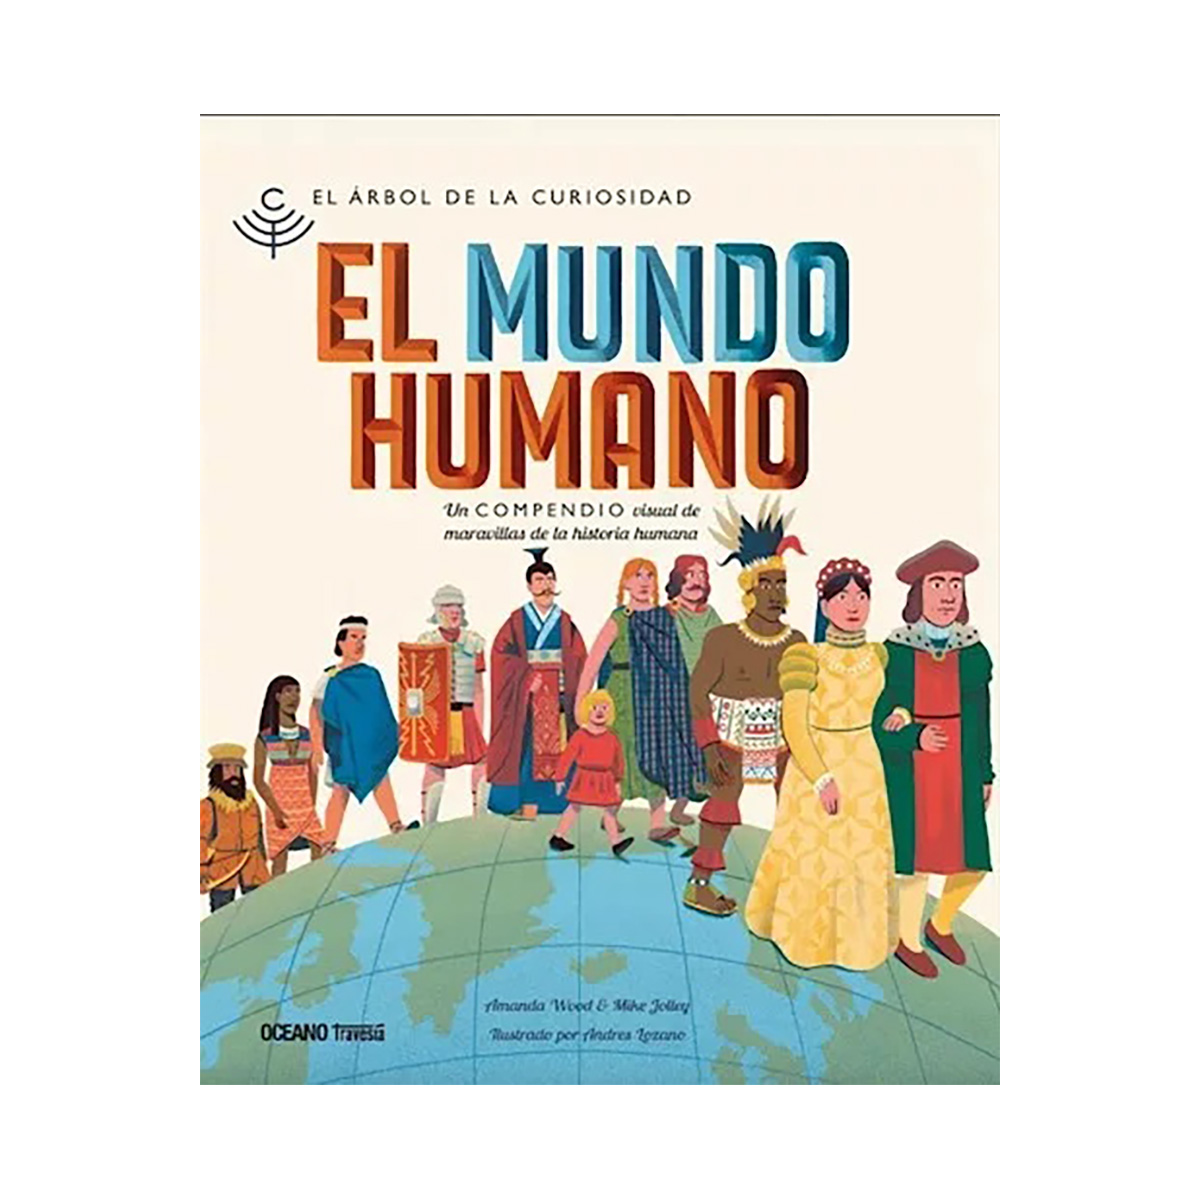 EL ÁRBOL DE LA CURIOSIDAD
EL MUNDO
HUMANO
Un COMPENDIO visual de
maravillas de la historia humana
Amanda Wood & Mike Jolley
Ilustrado por Andres Lozano
OCEANO Travesía